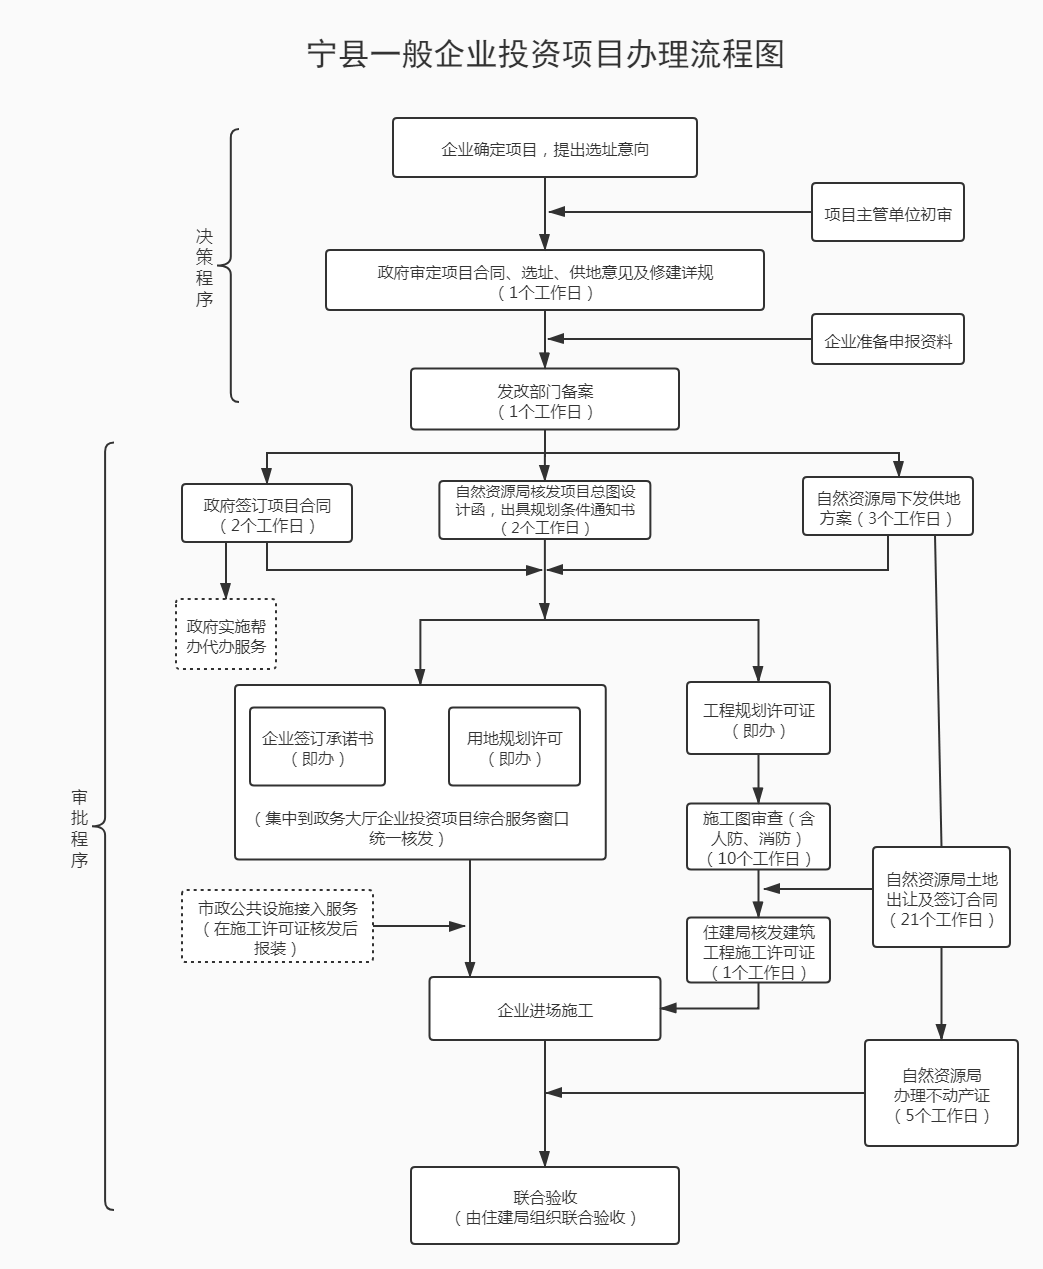 宁县一般企业投资项目办理流程图
企业确定项目，提出选址意向
项目主管单位初审
决
策
程
序
政府审定项目合同、选址、供地意见及修建详规
（1个工作日）
企业准备申报资料
发改部门备案
（1个工作日）
政府签订项目合同
（2个工作日）
自然资源局核发项目总图设
计函，出具规划条件通知书
（2个工作日）
自然资源局下发供地
方案（3个工作日）
政府实施帮
办代办服务
企业签订承诺书
（即办）
用地规划许可
（即办）
（集中到政务大厅企业投资项目综合服务窗口
统一核发）
工程规划许可证
（即办）
审
批
程
序
施工图审查（含
人防、消防）
（10个工作日）
自然资源局土地
出让及签订合同
（21个工作日）
市政公共设施接入服务
（在施工许可证核发后
报装）
住建局核发建筑
工程施工许可证
（1个工作日）
企业进场施工
自然资源局
办理不动产证
（5个工作日）
联合验收
（由住建局组织联合验收）